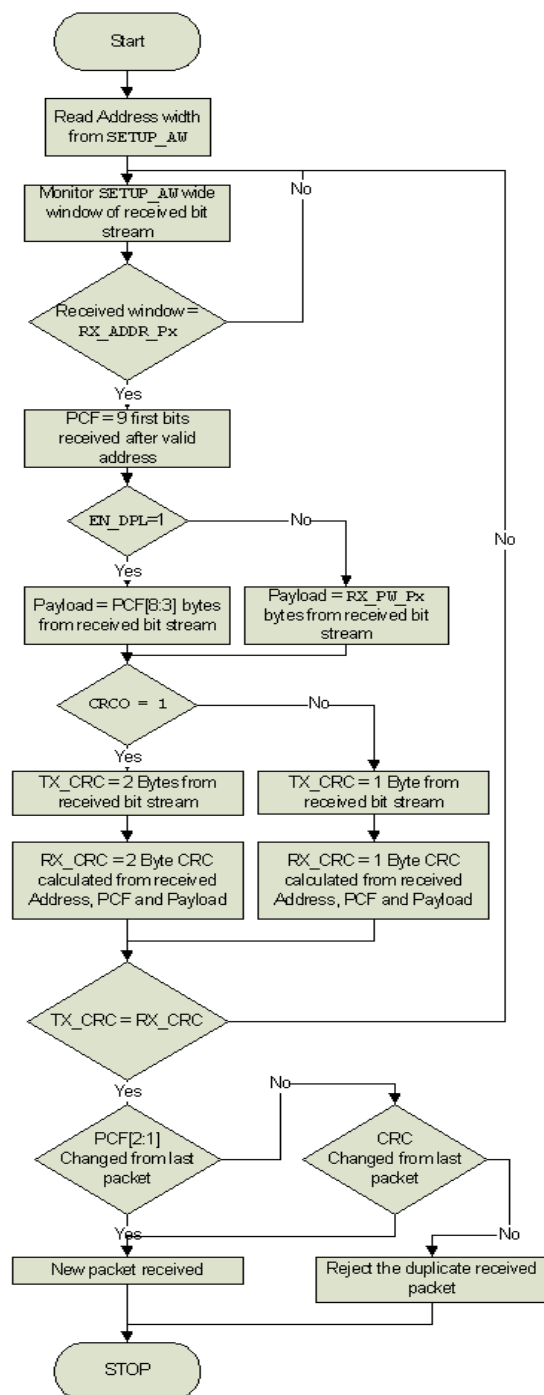 Start
Read Address width
from SETUP_AW
No
Monitor SETUP_AW wide
window of received bit
stream
Received window =
RX_ADDR_Px
Yes
PCF = 9 first bits
received after valid
address
EN_DPL=1
No
No
Yes
Payload = PCF[8:3] bytes
from received bit stream
Payload = RX_PW_Px
bytes from received bit
stream
CRCO = 1
No
Yes
TX_CRC = 2 Bytes from
received bit stream
TX_CRC = 1 Byte from
received bit stream
RX_CRC = 2 Byte CRC
calculated from received
Address, PCF and Payload
RX_CRC = 1 Byte CRC
calculated from received
Address, PCF and Payload
TX_CRC = RX_CRC
Yes
No
PCF[2:1]
Changed from last
packet
CRC
Changed from last
packet
Yes
No
New packet received
Reject the duplicate received
packet
STOP